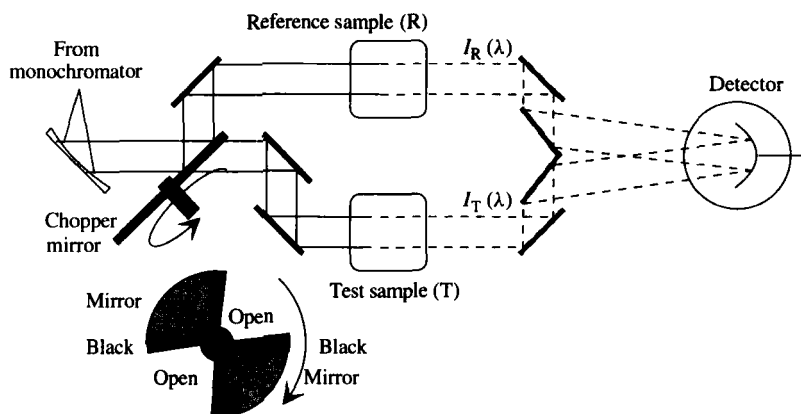 Reference sample (R)
From
monochromator
I_R (λ)
Detector
Chopper
mirror
I_T (λ)
Test sample (T)
Mirror
Open
Black
Black
Open
Mirror